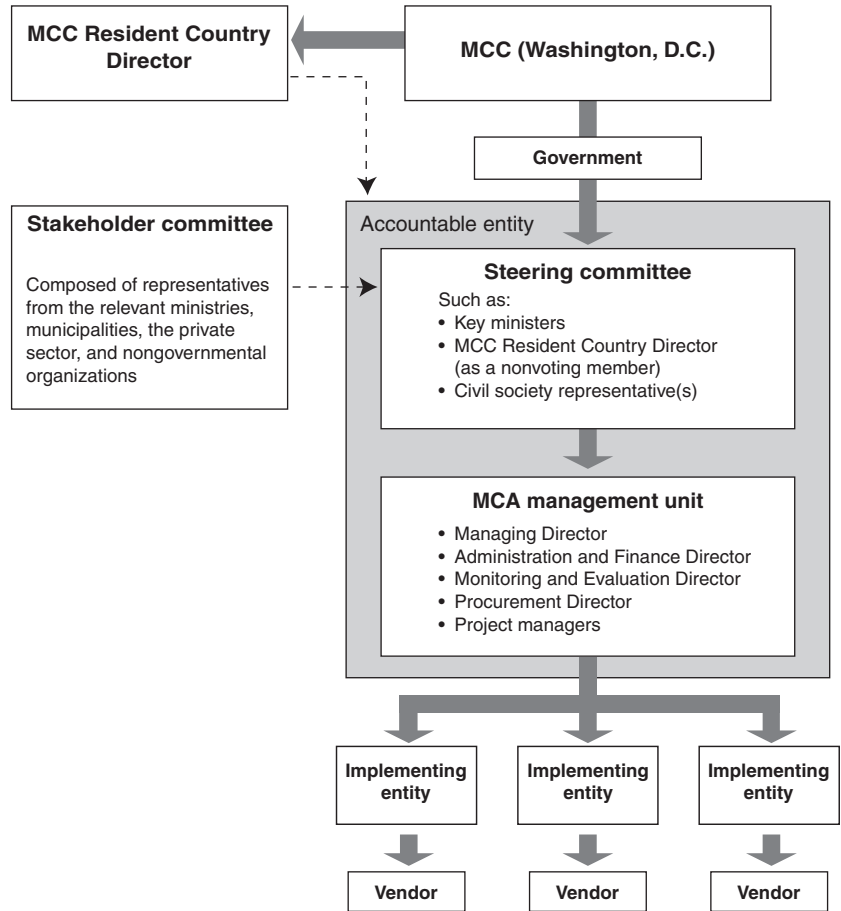 MCC Resident Country
Director
MCC (Washington, D.C.)
Government
Stakeholder committee
Composed of representatives
from the relevant ministries,
municipalities, the private
sector, and nongovernmental
organizations
Accountable entity
Steering committee
Such as:
• Key ministers
• MCC Resident Country Director
(as a nonvoting member)
• Civil society representative(s)
MCA management unit
• Managing Director
• Administration and Finance Director
• Monitoring and Evaluation Director
• Procurement Director
• Project managers
Implementing
entity
Implementing
entity
Implementing
entity
Vendor
Vendor
Vendor